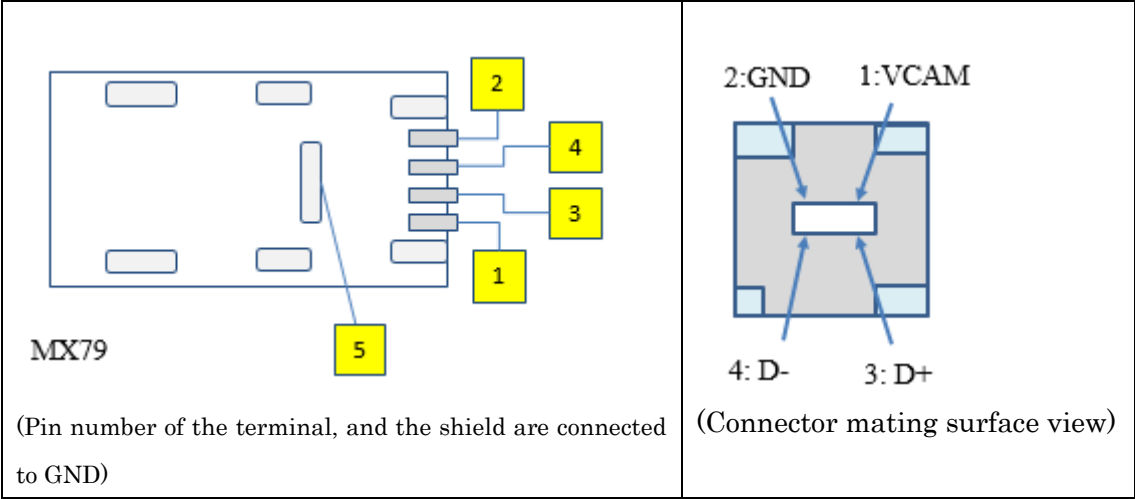 2
4
3
1
5
MX79
(Pin number of the terminal, and the shield are connected
to GND)
2:GND 1:VCAM
4: D- 3: D+
(Connector mating surface view)